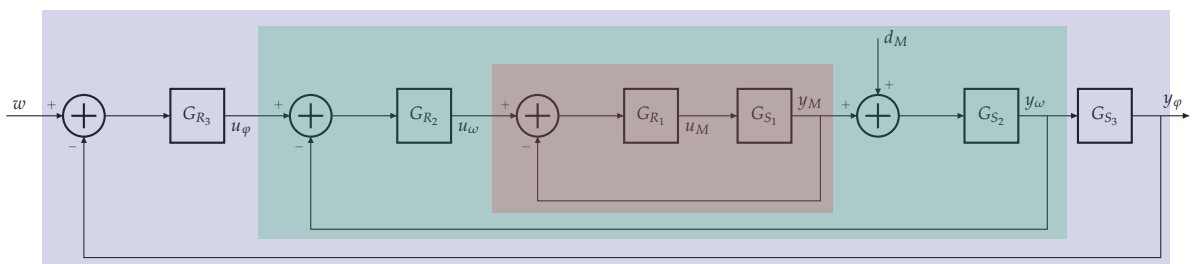 d_M
w + G_{R_3} u_φ + G_{R_2} u_ω + G_{R_1} u_M G_{S_1} y_M + + G_{S_2} y_ω G_{S_3} y_φ
− − −